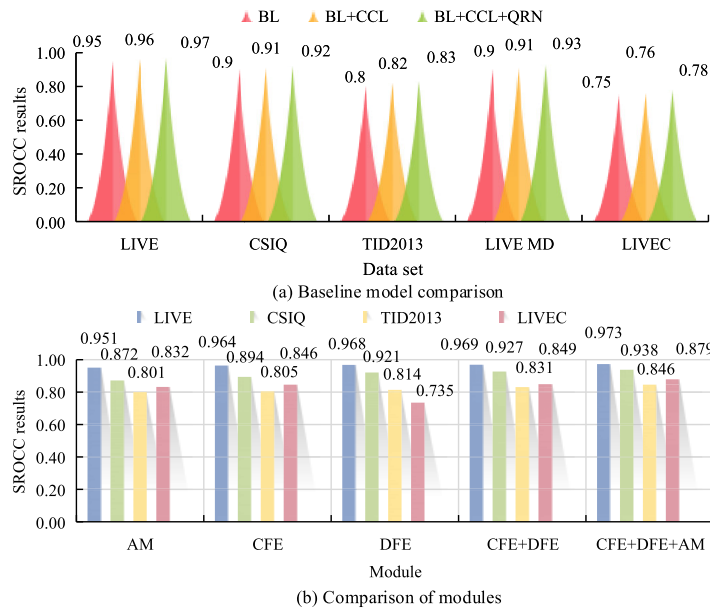 BL BL+CCL BL+CCL+QRN
0.95 0.96 0.97 0.9 0.91 0.92 0.8 0.82 0.83 0.9 0.91 0.93 0.75 0.76 0.78
1.00
0.80
0.60
0.40
0.20
0.00
SROCC results
LIVE CSIQ TID2013 LIVE MD LIVEC
Data set
(a) Baseline model comparison
LIVE CSIQ TID2013 LIVEC
0.951 0.872 0.801 0.832 0.964 0.894 0.805 0.846 0.968 0.921 0.814 0.735 0.969 0.927 0.831 0.849 0.973 0.938 0.846 0.879
1.00
0.80
0.60
0.40
0.20
0.00
SROCC results
AM CFE DFE CFE+DFE CFE+DFE+AM
Module
(b) Comparison of modules